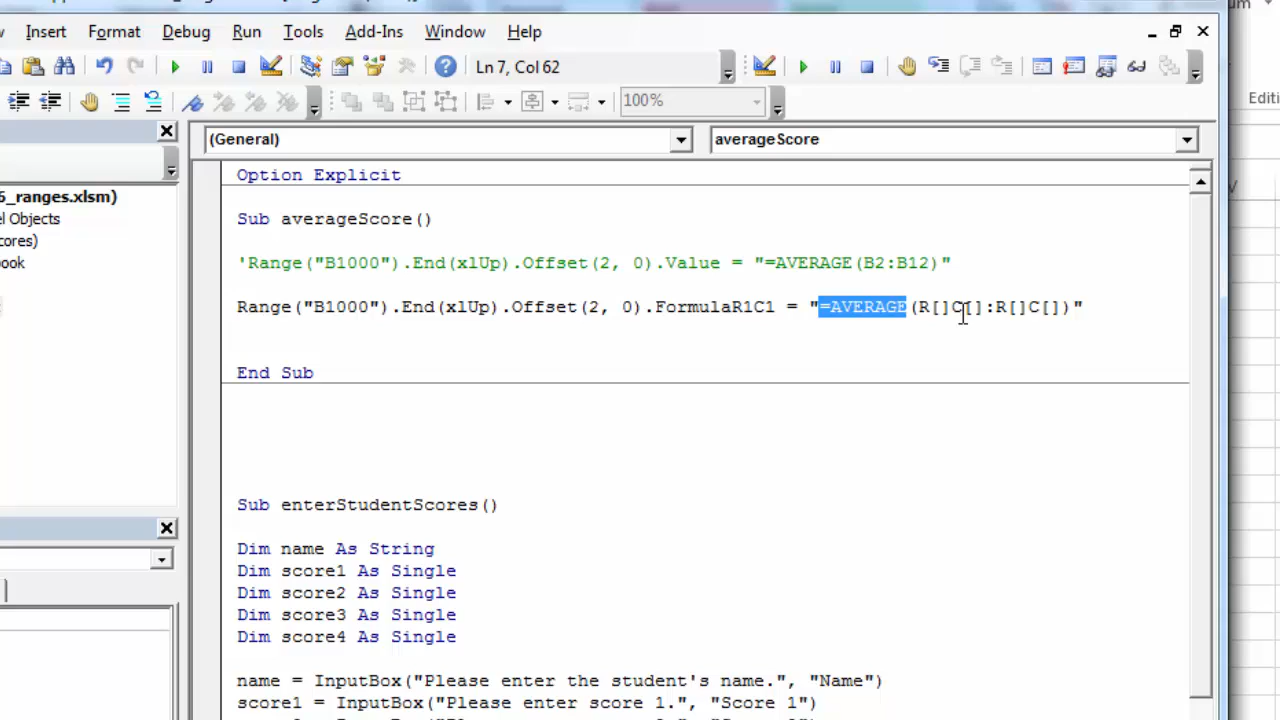 Insert Format Debug Run Tools Add-Ins Window Help
Ln 7, Col 62
100%
Editi
(General) averageScore
6_ranges.xlsm)
el Objects
cores)
ook
Option Explicit
Sub averageScore()
'Range("B1000").End(xlUp).Offset(2, 0).Value = "=AVERAGE(B2:B12)"
Range("B1000").End(xlUp).Offset(2, 0).FormulaR1C1 = "=AVERAGE(R[]C[]:R[]C[])"
End Sub
Sub enterStudentScores()
Dim name As String
Dim score1 As Single
Dim score2 As Single
Dim score3 As Single
Dim score4 As Single
name = InputBox("Please enter the student's name.", "Name")
score1 = InputBox("Please enter score 1.", "Score 1")